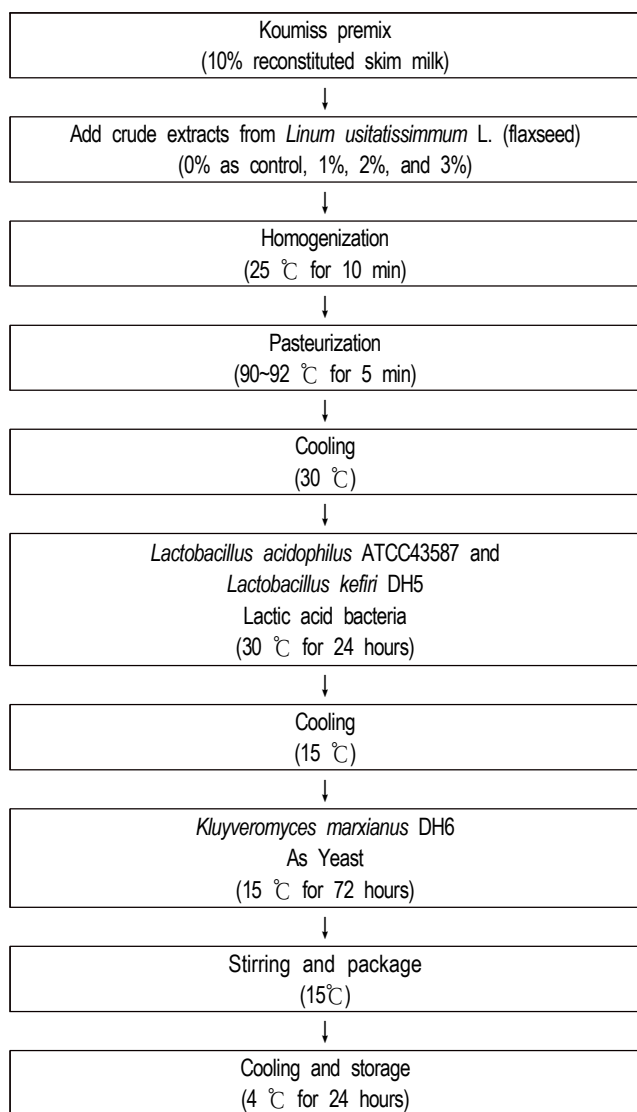 Koumiss premix
(10% reconstituted skim milk)
↓
Add crude extracts from Linum usitatissimmum L. (flaxseed)
(0% as control, 1%, 2%, and 3%)
↓
Homogenization
(25 ℃ for 10 min)
↓
Pasteurization
(90~92 ℃ for 5 min)
↓
Cooling
(30 ℃)
↓
Lactobacillus acidophilus ATCC43587 and
Lactobacillus kefiri DH5
Lactic acid bacteria
(30 ℃ for 24 hours)
↓
Cooling
(15 ℃)
↓
Kluyveromyces marxianus DH6
As Yeast
(15 ℃ for 72 hours)
↓
Stirring and package
(15℃)
↓
Cooling and storage
(4 ℃ for 24 hours)